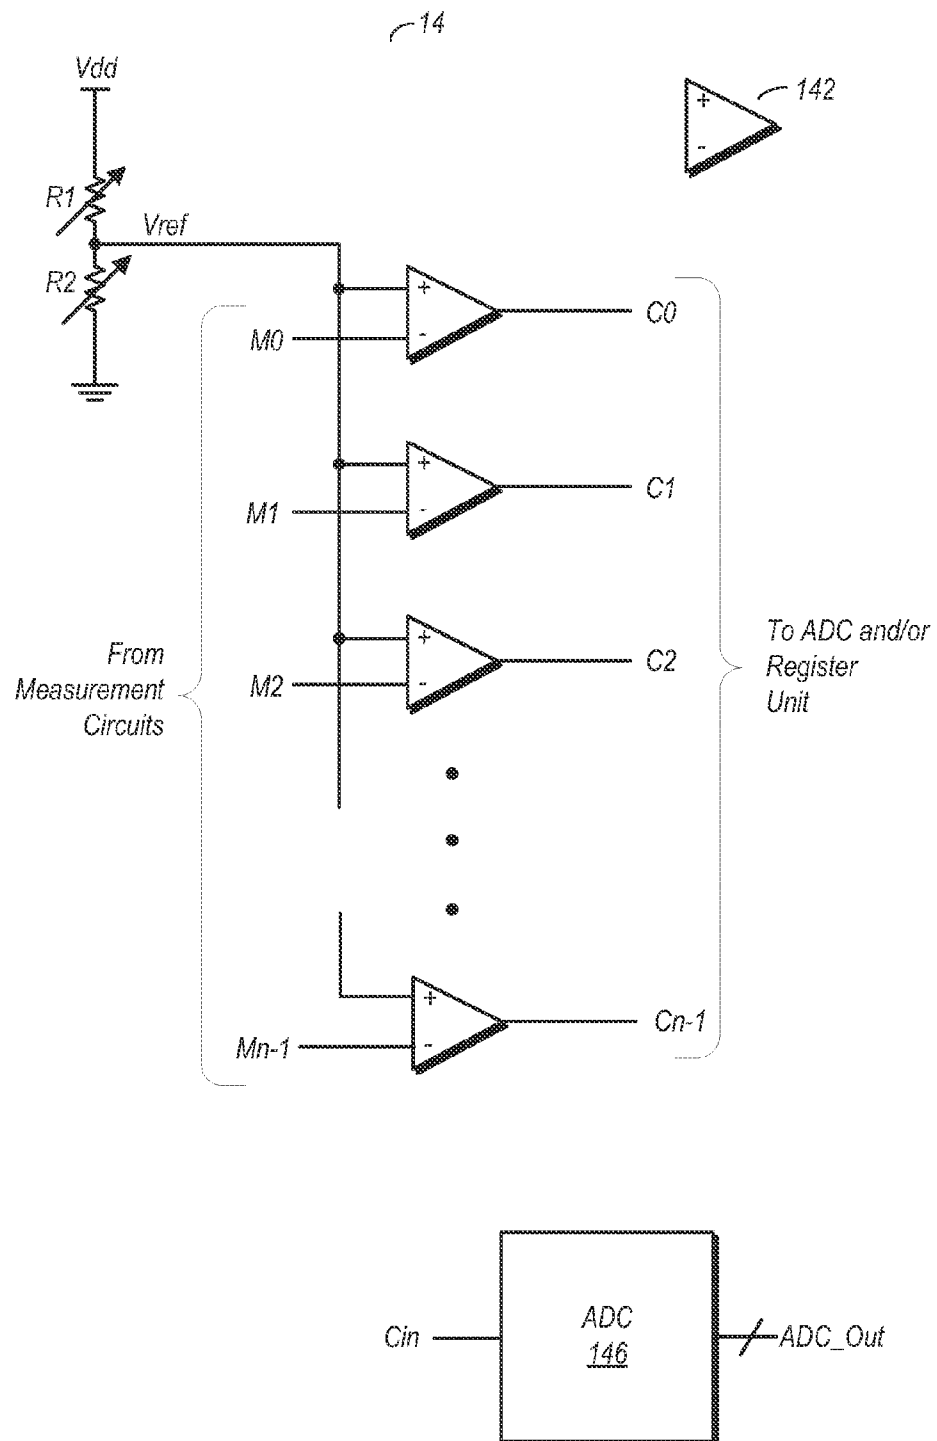 14
Vdd
142
+
-
R1
Vref
R2
+
-
M0
C0
+
-
M1
C1
+
-
M2
C2
From
Measurement
Circuits
To ADC and/or
Register
Unit
+
-
Mn-1
Cn-1
Cin
ADC
146
ADC_Out